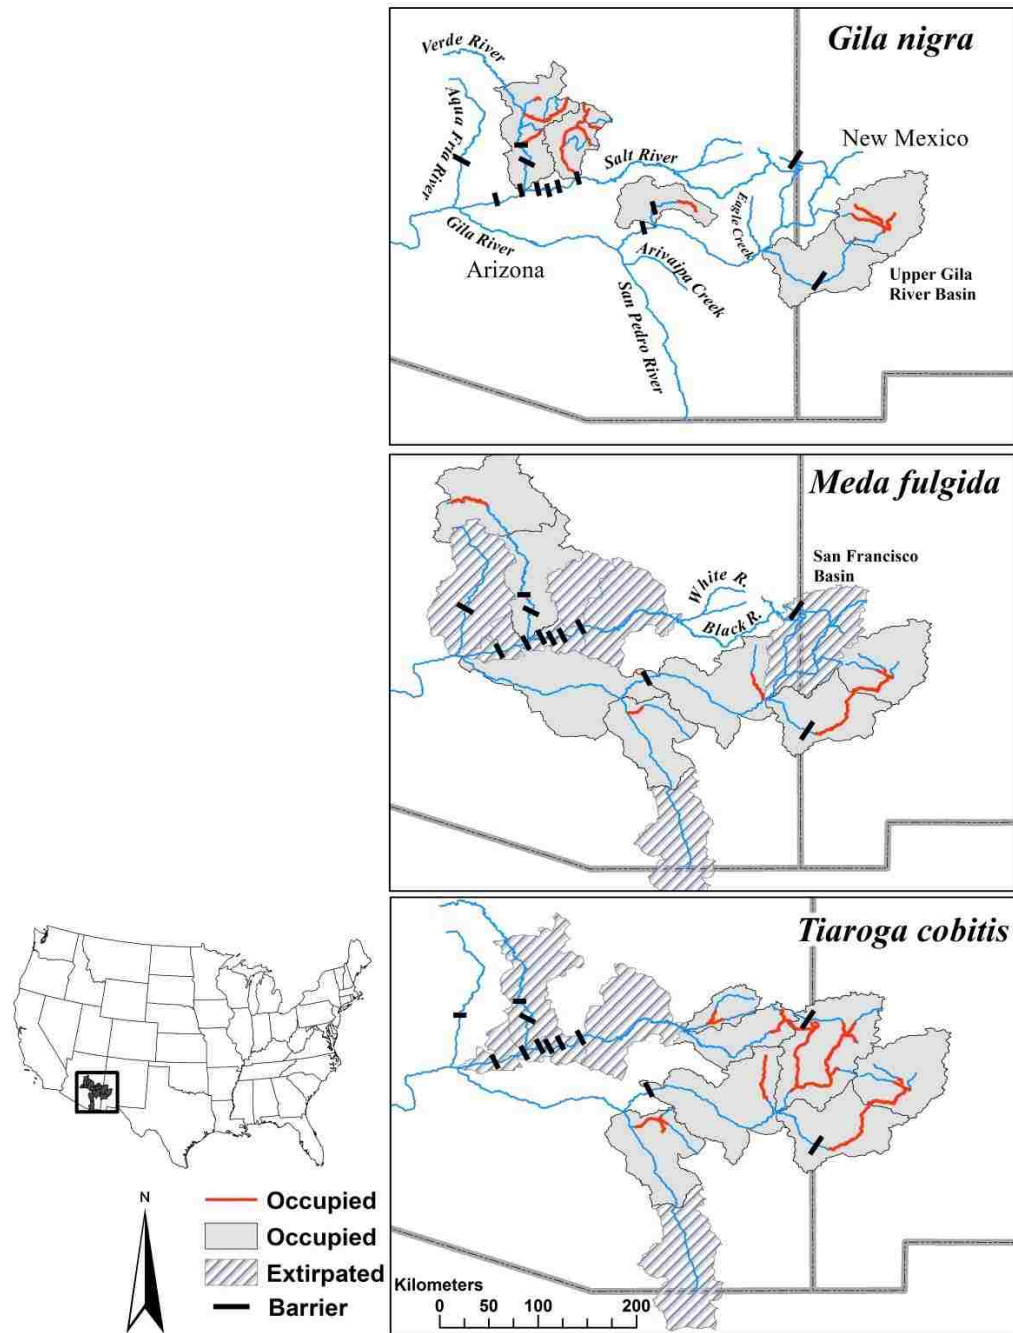 Gila nigra
Verde River
Aqua Fria River
Salt River
New Mexico
Eagle Creek
Gila River
Arizona
Arivaipa Creek
San Pedro River
Upper Gila
River Basin
Meda fulgida
San Francisco
Basin
White R.
Black R.
Tiaroga cobitis
N
Occupied
Occupied
Extirpated
Barrier
Kilometers
0 50 100 200